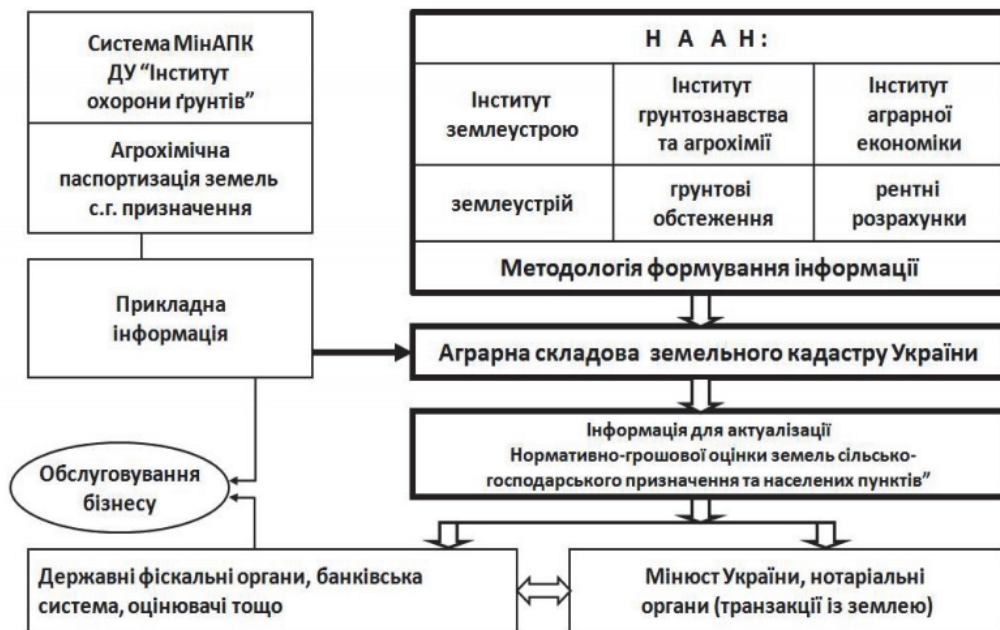 Система МінАПК
ДУ “Інститут
охорони ґрунтів”
Агрохімічна
паспортизація земель
с.г. призначення
Прикладна
інформація
Обслуговування
бізнесу
Н А А Н:
Інститут
землеустрою
Інститут
грунтознавства
та агрохімії
Інститут
аграрної
економіки
землеустрій
грунтові
обстеження
рентні
розрахунки
Методологія формування інформації
Аграрна складова земельного кадастру України
Інформація для актуалізації
Нормативно-грошової оцінки земель сільсько-
господарського призначення та населених пунктів”
Державні фіскальні органи, банківська
система, оцінювачі тощо
Мінюст України, нотаріальні
органи (транзакції із землею)